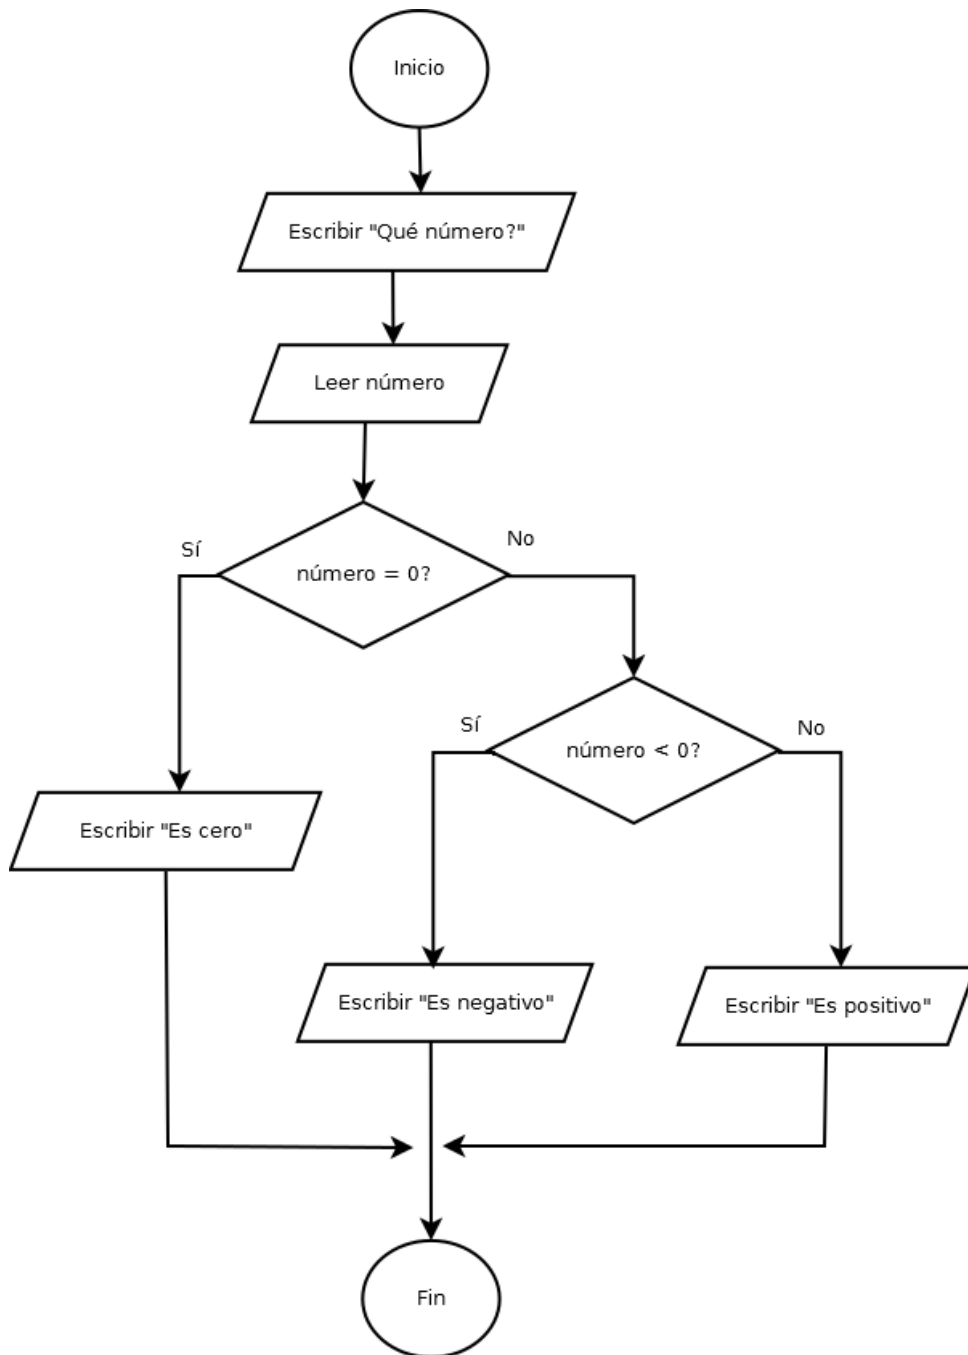 Inicio
Escribir "Qué número?"
Leer número
Sí
No
número = 0?
Sí
No
número < 0?
Escribir "Es cero"
Escribir "Es negativo"
Escribir "Es positivo"
Fin